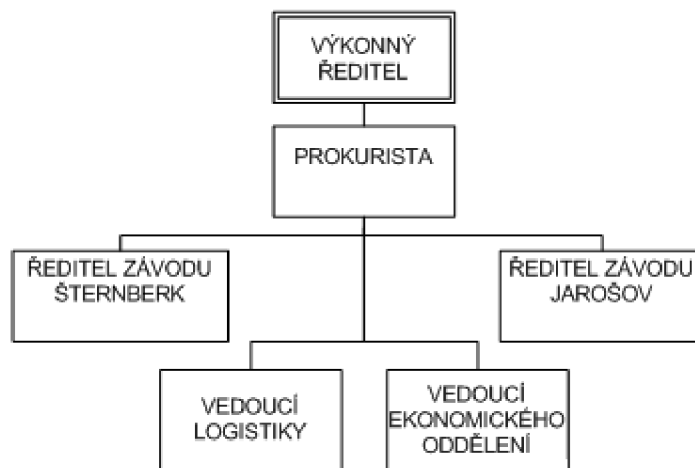 VÝKONNÝ
ŘEDITEL
PROKURISTA
ŘEDITEL ZÁVODU
ŠTERNBERK
ŘEDITEL ZÁVODU
JAROŠOV
VEDOUCÍ
LOGISTIKY
VEDOUCÍ
EKONOMICKÉHO
ODDĚLENÍ